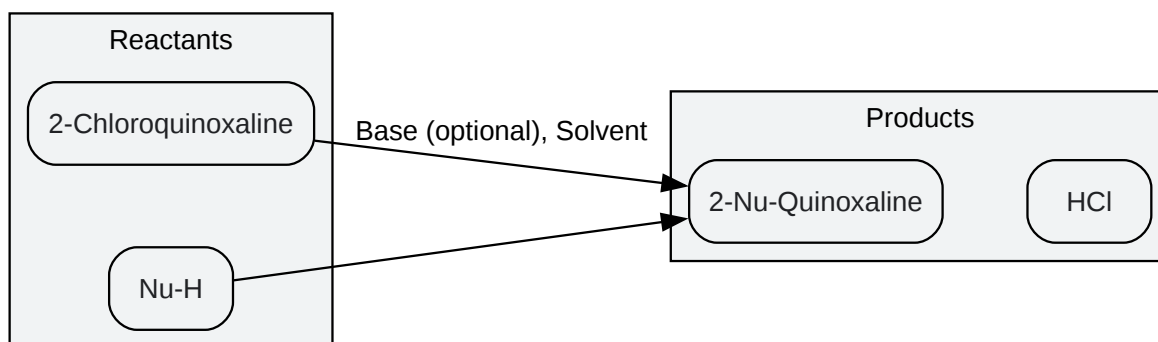 Reactants
2-Chloroquinoxaline
Nu-H
Base (optional), Solvent
Products
2-Nu-Quinoxaline
HCl